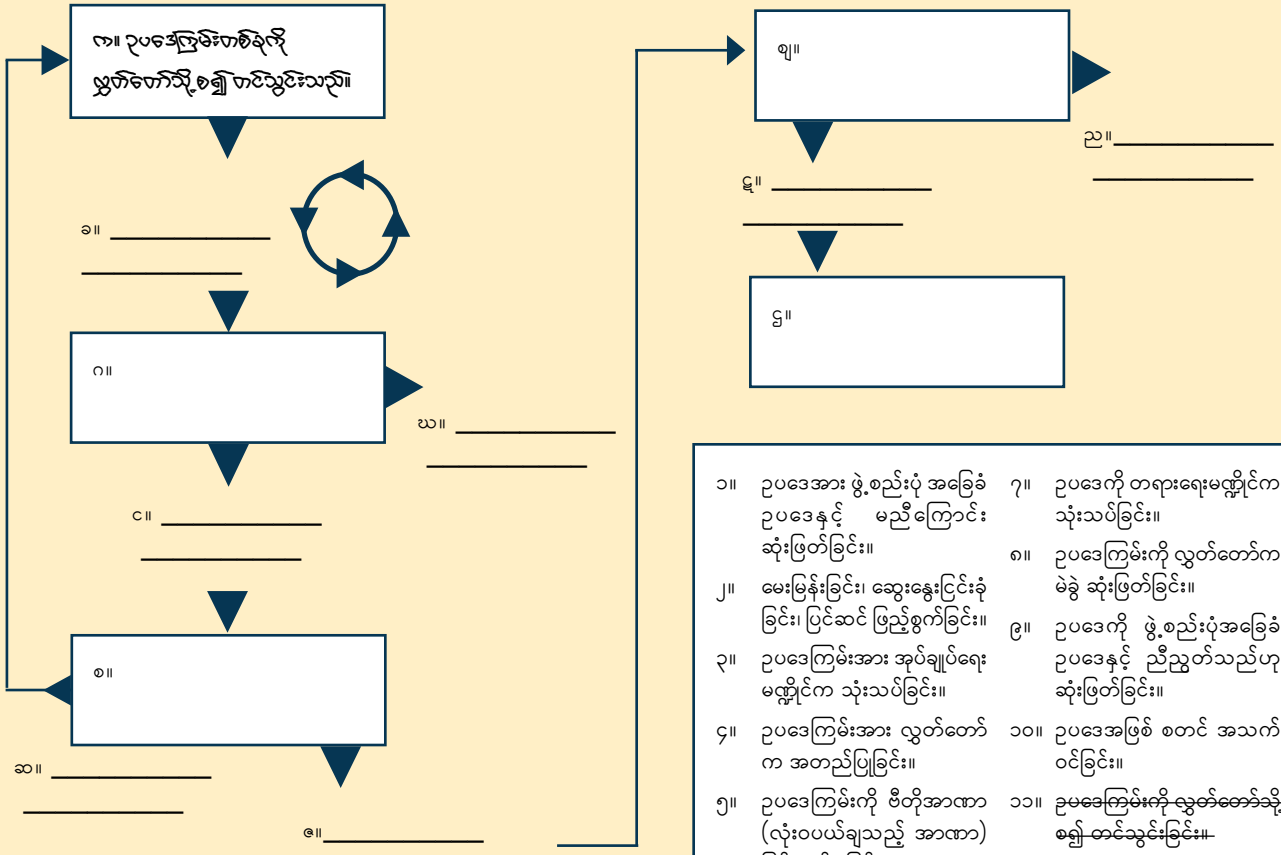 က။ ဥပဒေကြမ်းတစ်ခုကို
လွှတ်တော်သို့ စ၍ တင်သွင်းသည်။
ခ။
ဂ။
ဃ။
င။
စ။
ဆ။
ဇ။
ဈ။
ည။
ဋ။
ဌ။
၁။ ဥပဒေအား ဖွဲ့စည်းပုံ အခြေခံ
ဥပဒေနှင့် မညီကြောင်း
ဆုံးဖြတ်ခြင်း။
၂။ မေးမြန်းခြင်း၊ ဆွေးနွေးငြင်းခုံ
ခြင်း၊ ပြင်ဆင် ဖြည့်စွက်ခြင်း။
၃။ ဥပဒေကြမ်းအား အုပ်ချုပ်ရေး
မဏ္ဍိုင်က သုံးသပ်ခြင်း။
၄။ ဥပဒေကြမ်းအား လွှတ်တော်
က အတည်ပြုခြင်း။
၅။ ဥပဒေကြမ်းကို ဗီတိုအာဏာ
(လုံးဝပယ်ချသည့် အာဏာ)
၇။ ဥပဒေကို တရားရေးမဏ္ဍိုင်က
သုံးသပ်ခြင်း။
၈။ ဥပဒေကြမ်းကို လွှတ်တော်က
မဲခွဲ ဆုံးဖြတ်ခြင်း။
၉။ ဥပဒေကို ဖွဲ့စည်းပုံအခြေခံ
ဥပဒေနှင့် ညီညွတ်သည်ဟု
ဆုံးဖြတ်ခြင်း။
၁၀။ ဥပဒေအဖြစ် စတင် အသက်
ဝင်ခြင်း။
၁၁။ ဥပဒေကြမ်းကို လွှတ်တော်သို့
စ၍ တင်သွင်းခြင်း။